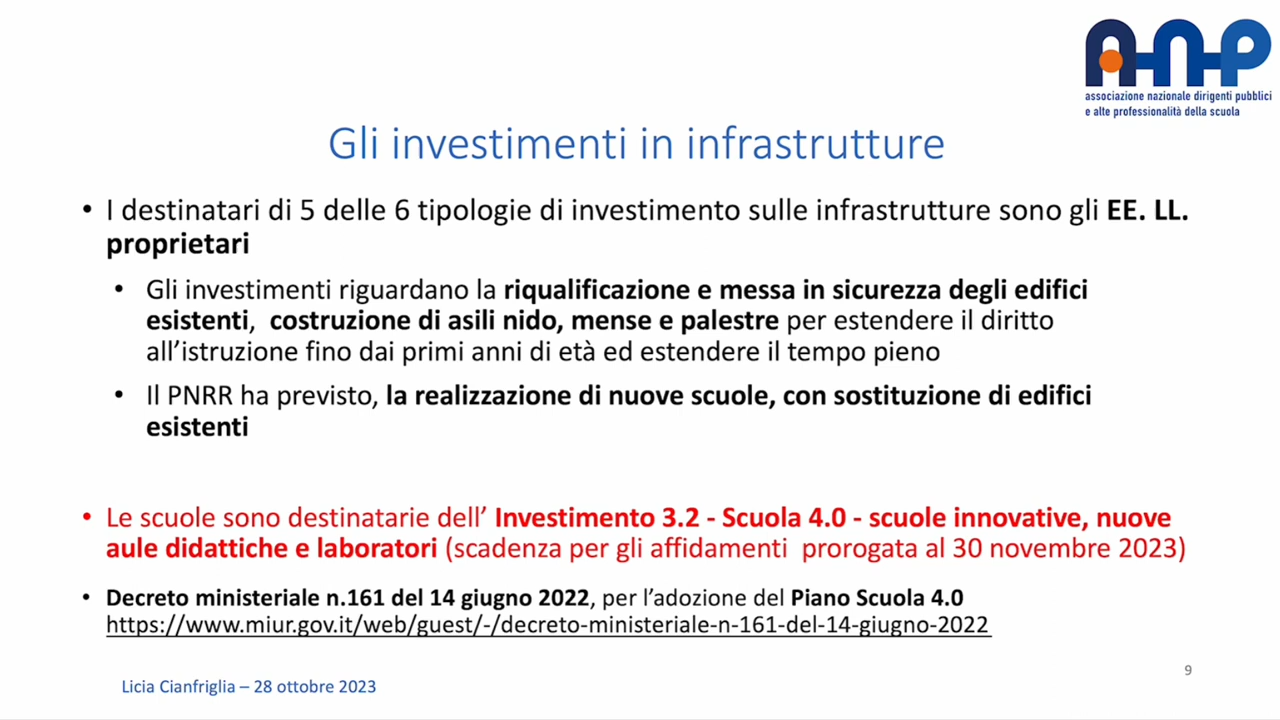 A-n-P
associazione nazionale dirigenti pubblici
e alte professionalità della scuola
Gli investimenti in infrastrutture
• I destinatari di 5 delle 6 tipologie di investimento sulle infrastrutture sono gli EE. LL.
proprietari
• Gli investimenti riguardano la riqualificazione e messa in sicurezza degli edifici
esistenti, costruzione di asili nido, mense e palestre per estendere il diritto
all’istruzione fino dai primi anni di età ed estendere il tempo pieno
• Il PNRR ha previsto, la realizzazione di nuove scuole, con sostituzione di edifici
esistenti
• Le scuole sono destinatarie dell’ Investimento 3.2 - Scuola 4.0 - scuole innovative, nuove
aule didattiche e laboratori (scadenza per gli affidamenti prorogata al 30 novembre 2023)
• Decreto ministeriale n.161 del 14 giugno 2022, per l’adozione del Piano Scuola 4.0
https://www.miur.gov.it/web/guest/-/decreto-ministeriale-n-161-del-14-giugno-2022
9
Licia Cianfriglia – 28 ottobre 2023